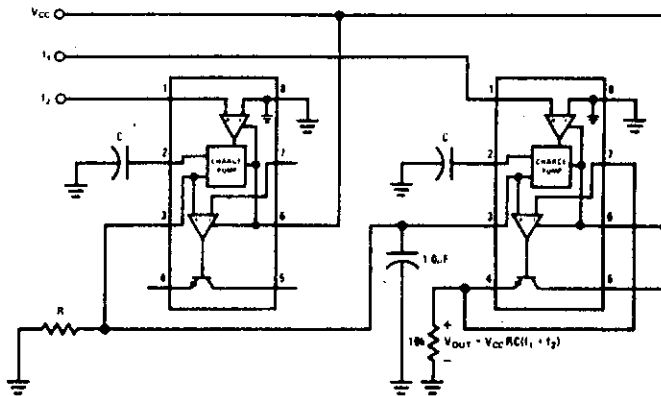 VCC
f1
f2
1
8
C
2
CHARGE
PUMP
7
3
6
4
5
R
1
8
C
2
CHARGE
PUMP
7
3
6
1.0µF
4
5
+
10k
VOUT = VCC RC(f1 + f2)
−